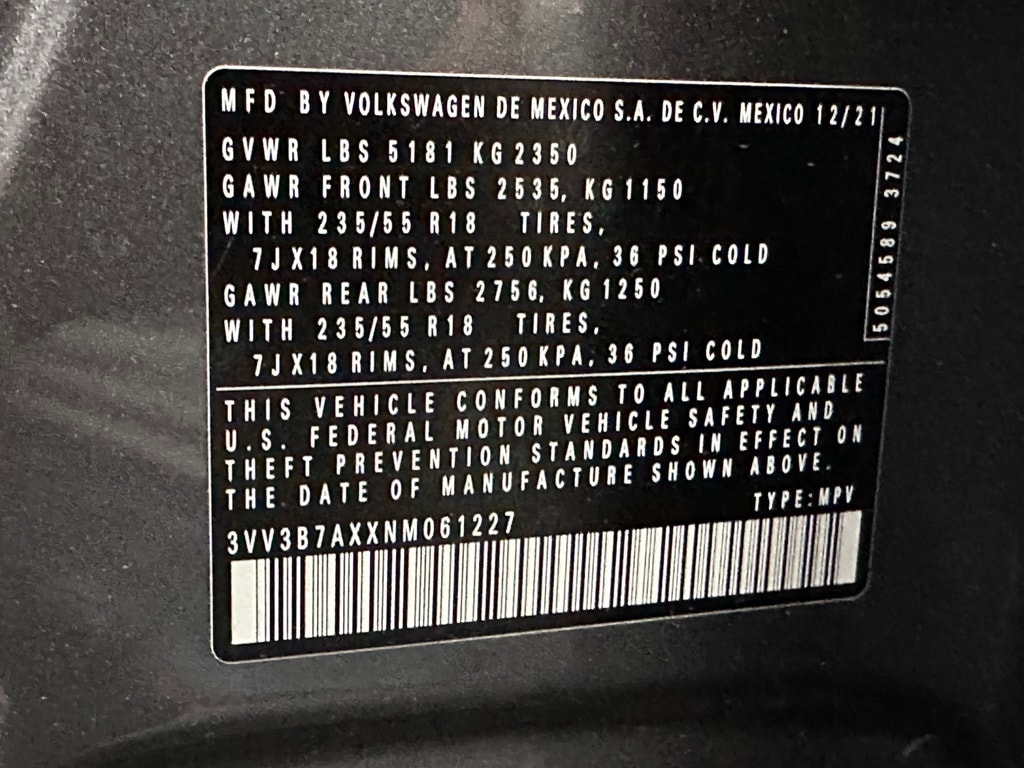 MFD BY VOLKSWAGEN DE MEXICO S.A. DE C.V. MEXICO 12/21
GVWR LBS 5181 KG 2350
GAWR FRONT LBS 2535, KG 1150
WITH 235/55 R18 TIRES,
7JX18 RIMS, AT 250 KPA, 36 PSI COLD
GAWR REAR LBS 2756, KG 1250
WITH 235/55 R18 TIRES,
7JX18 RIMS, AT 250 KPA, 36 PSI COLD
5054589 3724
THIS VEHICLE CONFORMS TO ALL APPLICABLE
U.S. FEDERAL MOTOR VEHICLE SAFETY AND
THEFT PREVENTION STANDARDS IN EFFECT ON
THE DATE OF MANUFACTURE SHOWN ABOVE.
TYPE: MPV
3VV3B7AXXNM061227